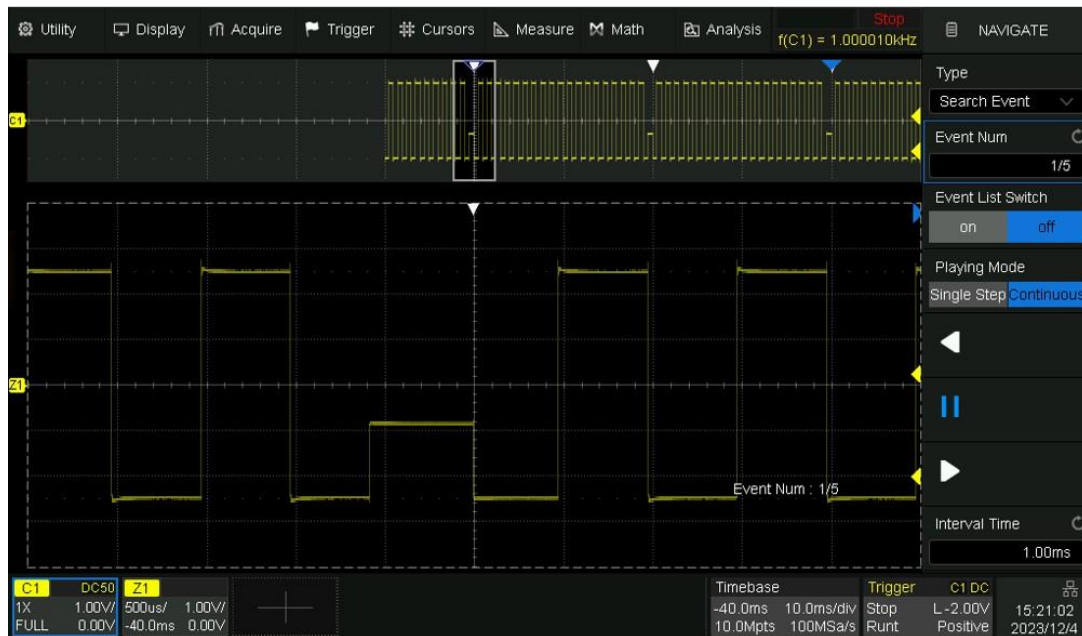 Utility Display Acquire Trigger Cursors Measure Math Analysis
Stop
f(C1) = 1.000010kHz
NAVIGATE
Type
Search Event
C1
Event Num
1/5
Event List Switch
on off
Playing Mode
Single Step Continuous
Z1
Event Num : 1/5
Interval Time
1.00ms
C1 DC50
1X 1.00V/
FULL 0.00V
Z1
500us/ 1.00V/
-40.0ms 0.00V
Timebase
-40.0ms 10.0ms/div
10.0Mpts 100MSa/s
Trigger C1 DC
Stop L -2.00V
Runt Positive
15:21:02
2023/12/4